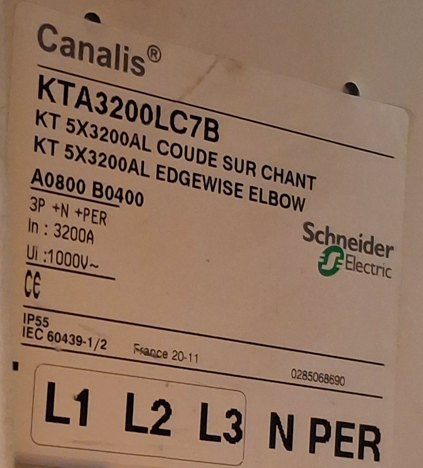 Canalis®
KTA3200LC7B
KT 5X3200AL COUDE SUR CHANT
KT 5X3200AL EDGEWISE ELBOW
A0800 B0400
3P +N +PER
In : 3200A
Ui :1000V~
Schneider
Electric
CE
IP55
IEC 60439-1/2
France 20-11
0285068690
L1 L2 L3 N PER